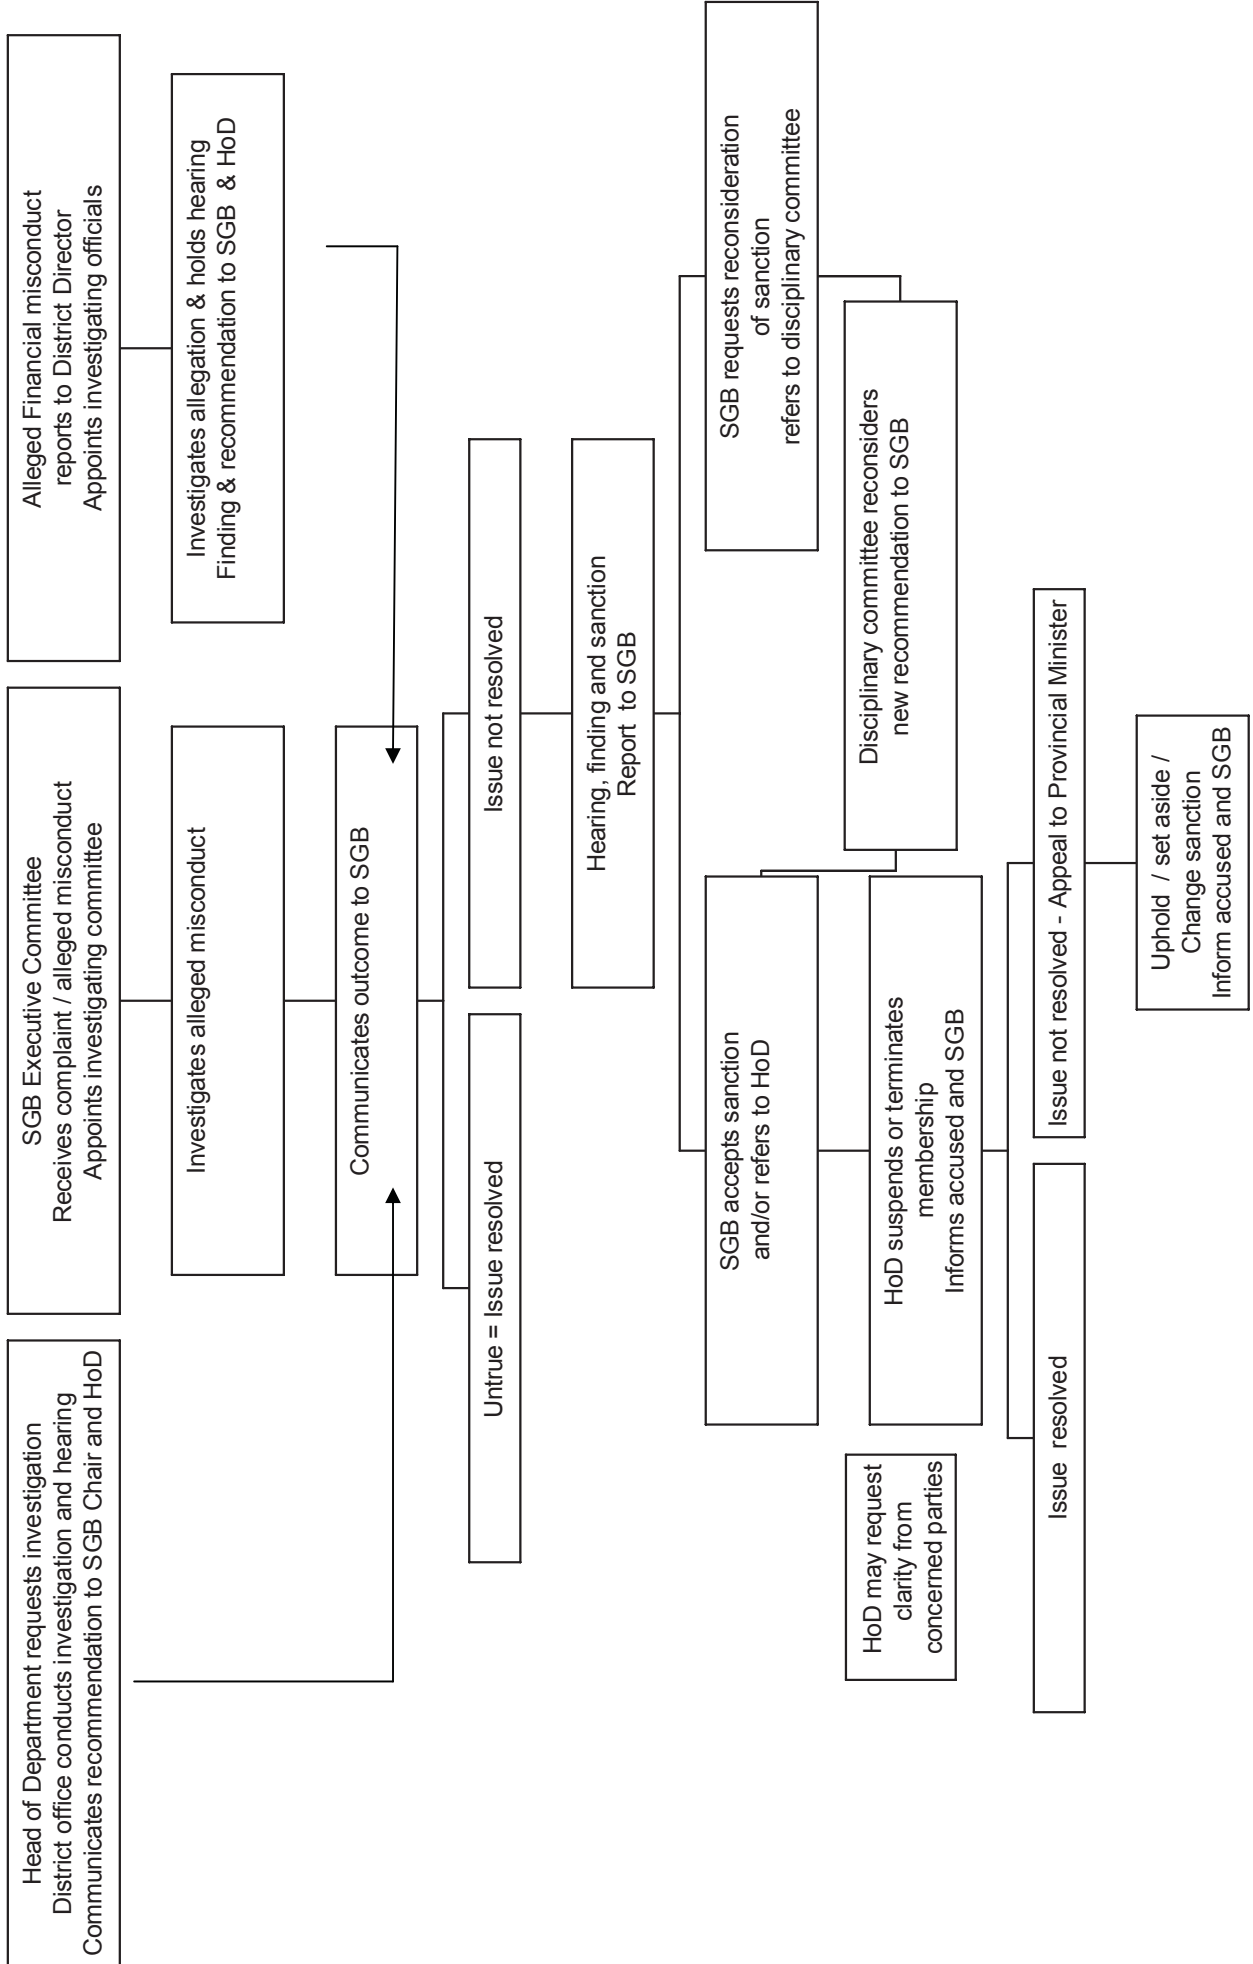 Head of Department requests investigation
District office conducts investigation and hearing
Communicates recommendation to SGB Chair and HoD
SGB Executive Committee
Receives complaint / alleged misconduct
Appoints investigating committee
Alleged Financial misconduct
reports to District Director
Appoints investigating officials
Investigates alleged misconduct
Investigates allegation & holds hearing
Finding & recommendation to SGB & HoD
Communicates outcome to SGB
Untrue = Issue resolved
Issue not resolved
Hearing, finding and sanction
Report to SGB
SGB accepts sanction
and/or refers to HoD
SGB requests reconsideration
of sanction
refers to disciplinary committee
HoD may request
clarity from
concerned parties
HoD suspends or terminates
membership
Informs accused and SGB
Disciplinary committee reconsiders
new recommendation to SGB
Issue resolved
Issue not resolved - Appeal to Provincial Minister
Uphold / set aside /
Change sanction
Inform accused and SGB